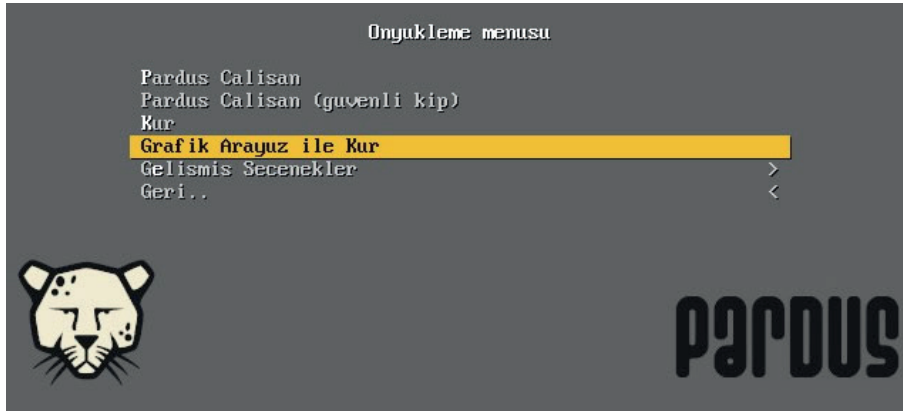 Onyukleme menusu
Pardus Calisan
Pardus Calisan (guvenli kip)
Kur
Grafik Arayuz ile Kur
Gelismis Secenekler >
Geri.. <
PARDUS